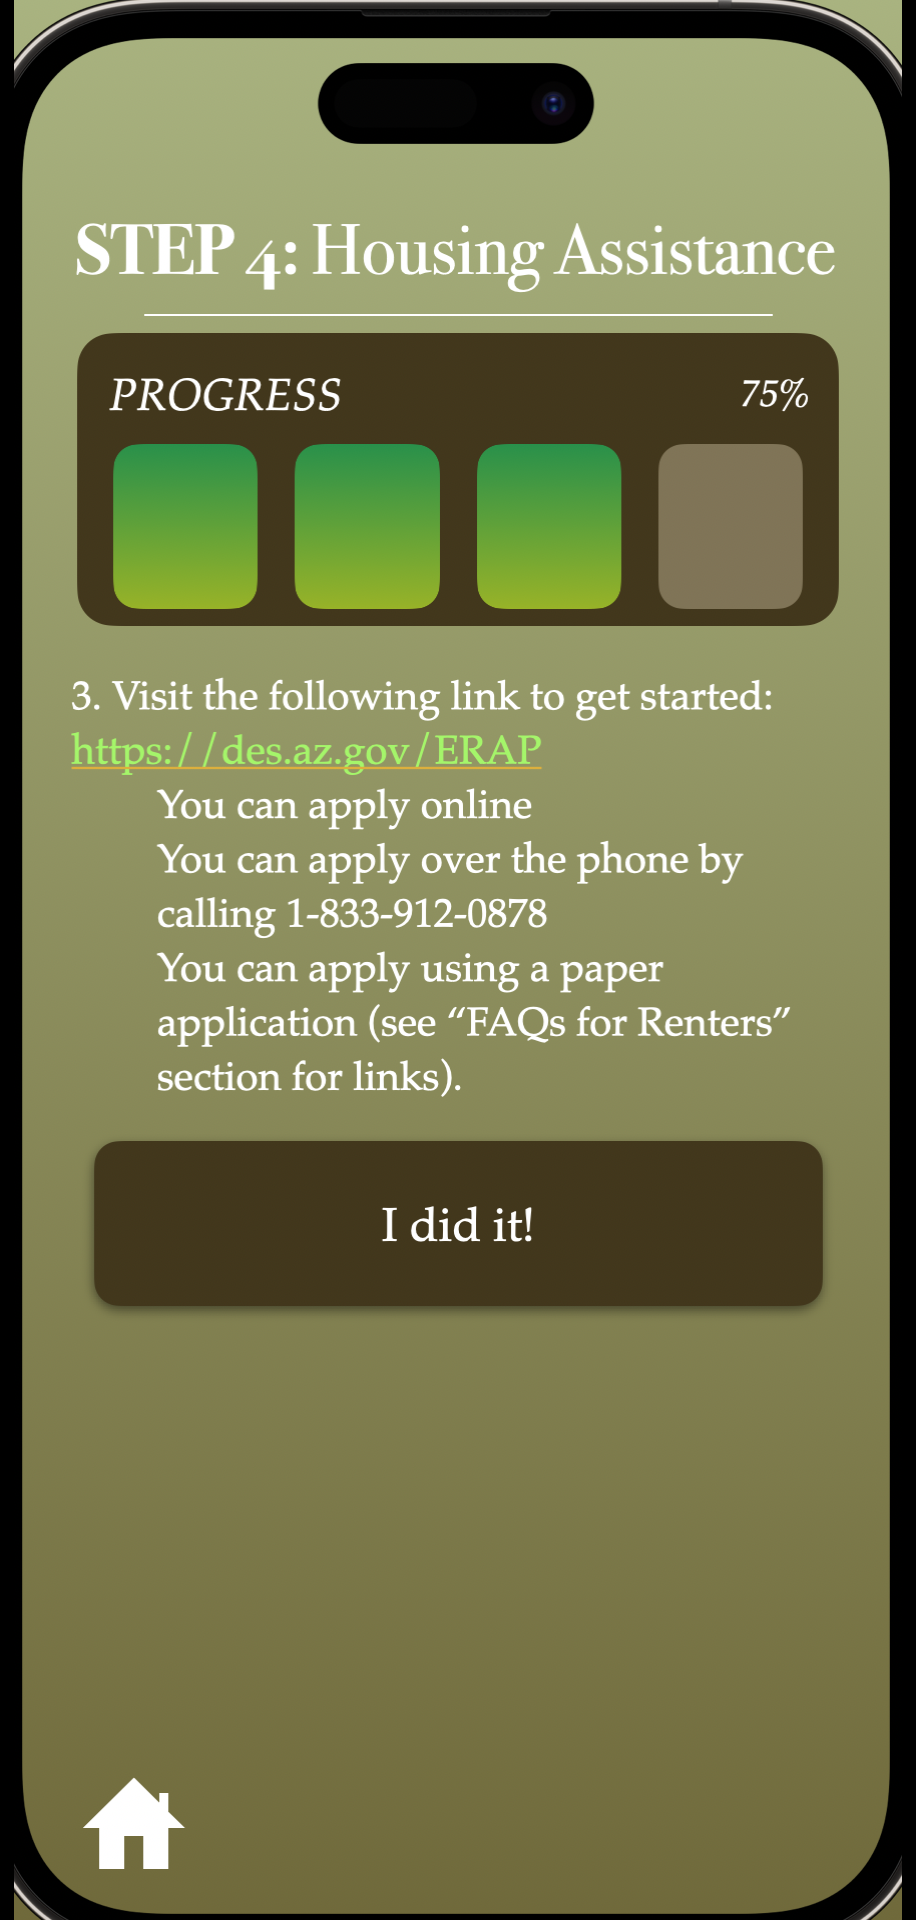 STEP 4: Housing Assistance
PROGRESS 75%
3. Visit the following link to get started:
https://des.az.gov/ERAP
You can apply online
You can apply over the phone by
calling 1-833-912-0878
You can apply using a paper
application (see “FAQs for Renters”
section for links).
I did it!